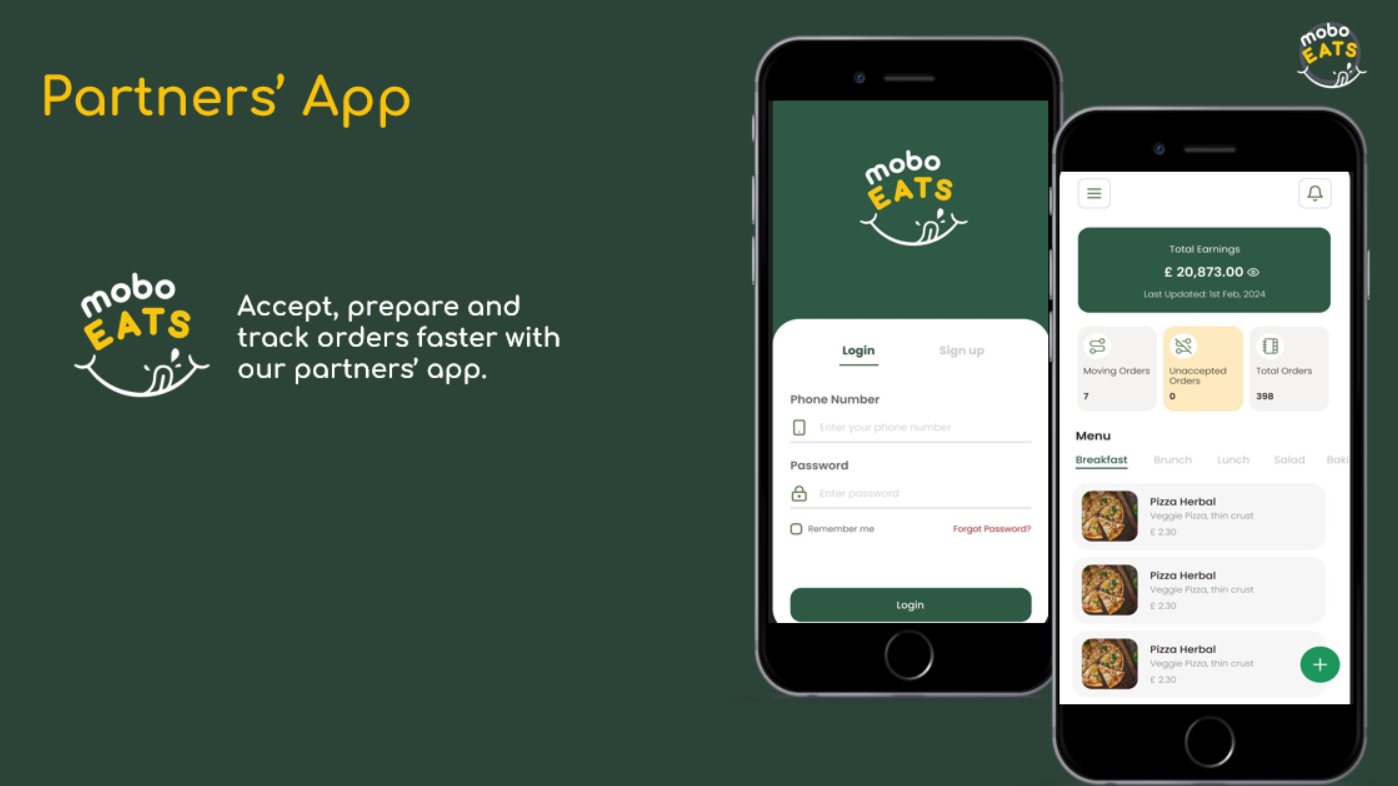 Partners’ App
mobo
EATS
Accept, prepare and
track orders faster with
our partners’ app.
mobo
EATS
Login
Sign up
Phone Number
Enter your phone number
Password
Enter password
Remember me
Forgot Password?
Login
mobo
EATS
Total Earnings
£ 20,873.00
Last Updated: 1st Feb, 2024
Moving Orders
7
Unaccepted
Orders
0
Total Orders
398
Menu
Breakfast Brunch Lunch Salad Baki
Pizza Herbal
Veggie Pizza, thin crust
£ 2.30
Pizza Herbal
Veggie Pizza, thin crust
£ 2.30
Pizza Herbal
Veggie Pizza, thin crust
£ 2.30